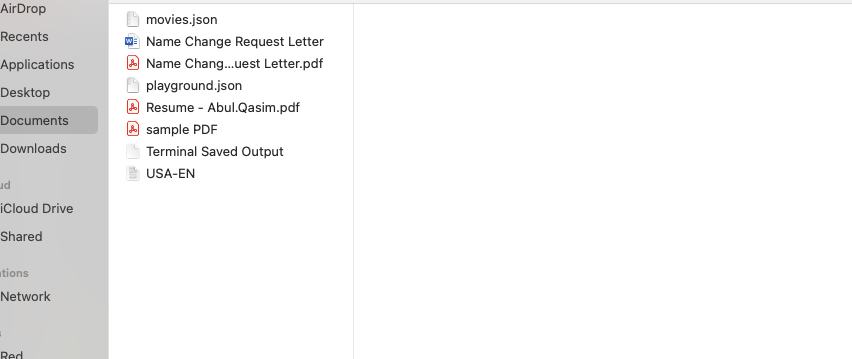 AirDrop
Recents
Applications
Desktop
Documents
Downloads
ud
iCloud Drive
Shared
ations
Network
s
Red
movies.json
Name Change Request Letter
Name Chang...uest Letter.pdf
playground.json
Resume - Abul.Qasim.pdf
sample PDF
Terminal Saved Output
USA-EN